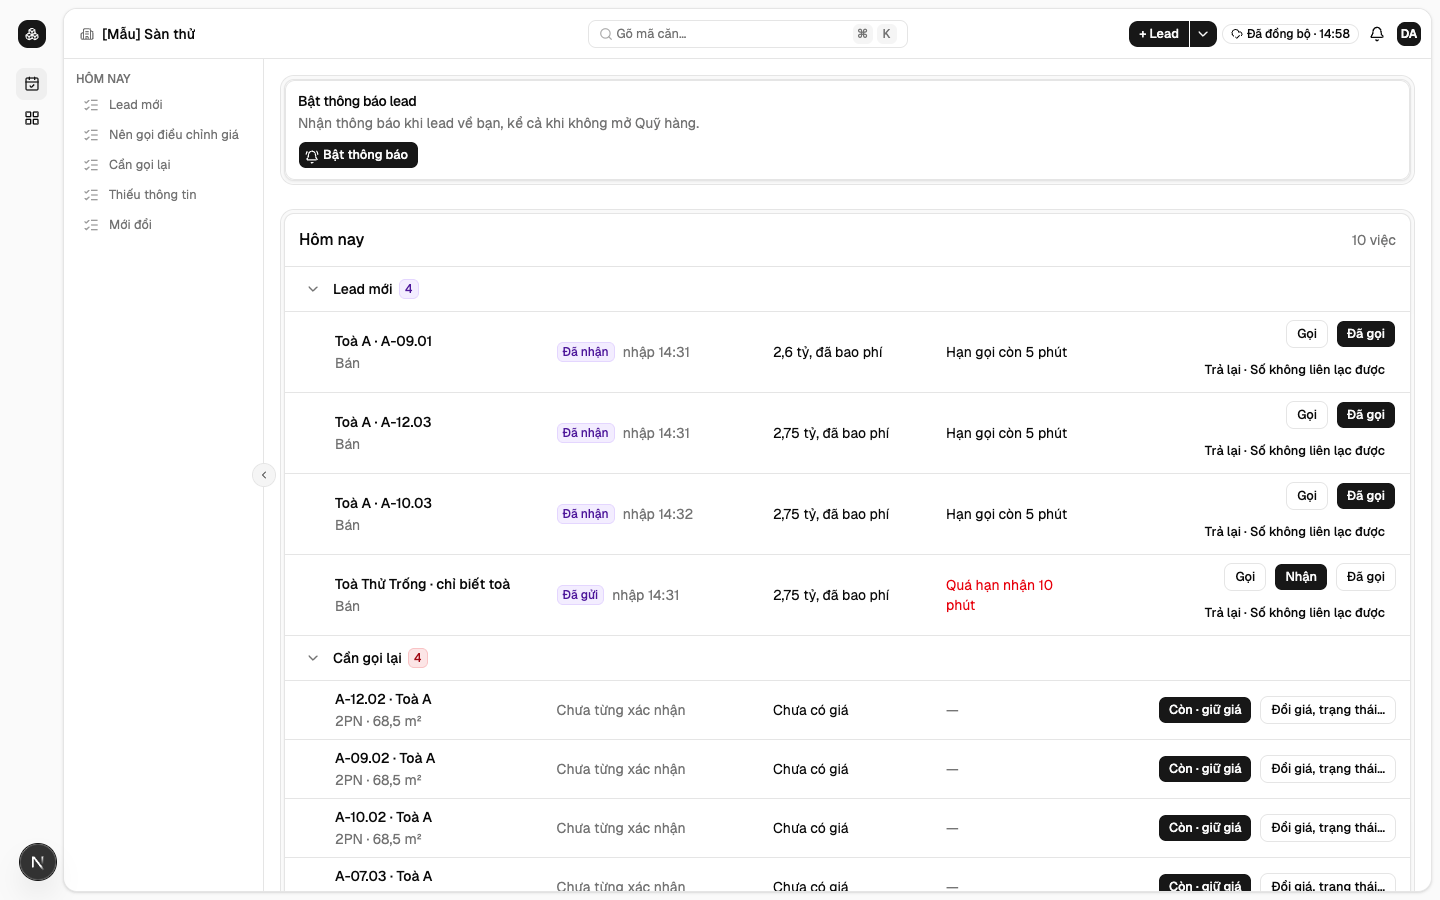 [Mẫu] Sàn thử
Gõ mã căn...
⌘ K
+ Lead
Đã đồng bộ · 14:58
DA
HÔM NAY
Lead mới
Nên gọi điều chỉnh giá
Cần gọi lại
Thiếu thông tin
Mới đổi
Bật thông báo lead
Nhận thông báo khi lead về bạn, kể cả khi không mở Quỹ hàng.
Bật thông báo
Hôm nay
10 việc
Lead mới 4
Toà A · A-09.01
Bán
Đã nhận nhập 14:31
2,6 tỷ, đã bao phí
Hạn gọi còn 5 phút
Gọi Đã gọi
Trả lại · Số không liên lạc được
Toà A · A-12.03
Bán
Đã nhận nhập 14:31
2,75 tỷ, đã bao phí
Hạn gọi còn 5 phút
Gọi Đã gọi
Trả lại · Số không liên lạc được
Toà A · A-10.03
Bán
Đã nhận nhập 14:32
2,75 tỷ, đã bao phí
Hạn gọi còn 5 phút
Gọi Đã gọi
Trả lại · Số không liên lạc được
Toà Thử Trống · chỉ biết toà
Bán
Đã gửi nhập 14:31
2,75 tỷ, đã bao phí
Quá hạn nhận 10
phút
Gọi Nhận Đã gọi
Trả lại · Số không liên lạc được
Cần gọi lại 4
A-12.02 · Toà A
2PN · 68,5 m²
Chưa từng xác nhận
Chưa có giá
—
Còn · giữ giá Đổi giá, trạng thái...
A-09.02 · Toà A
2PN · 68,5 m²
Chưa từng xác nhận
Chưa có giá
—
Còn · giữ giá Đổi giá, trạng thái...
A-10.02 · Toà A
2PN · 68,5 m²
Chưa từng xác nhận
Chưa có giá
—
Còn · giữ giá Đổi giá, trạng thái...
A-07.03 · Toà A
Chưa từng xác nhận
Chưa có giá
—
Còn · giữ giá Đổi giá, trạng thái...
N